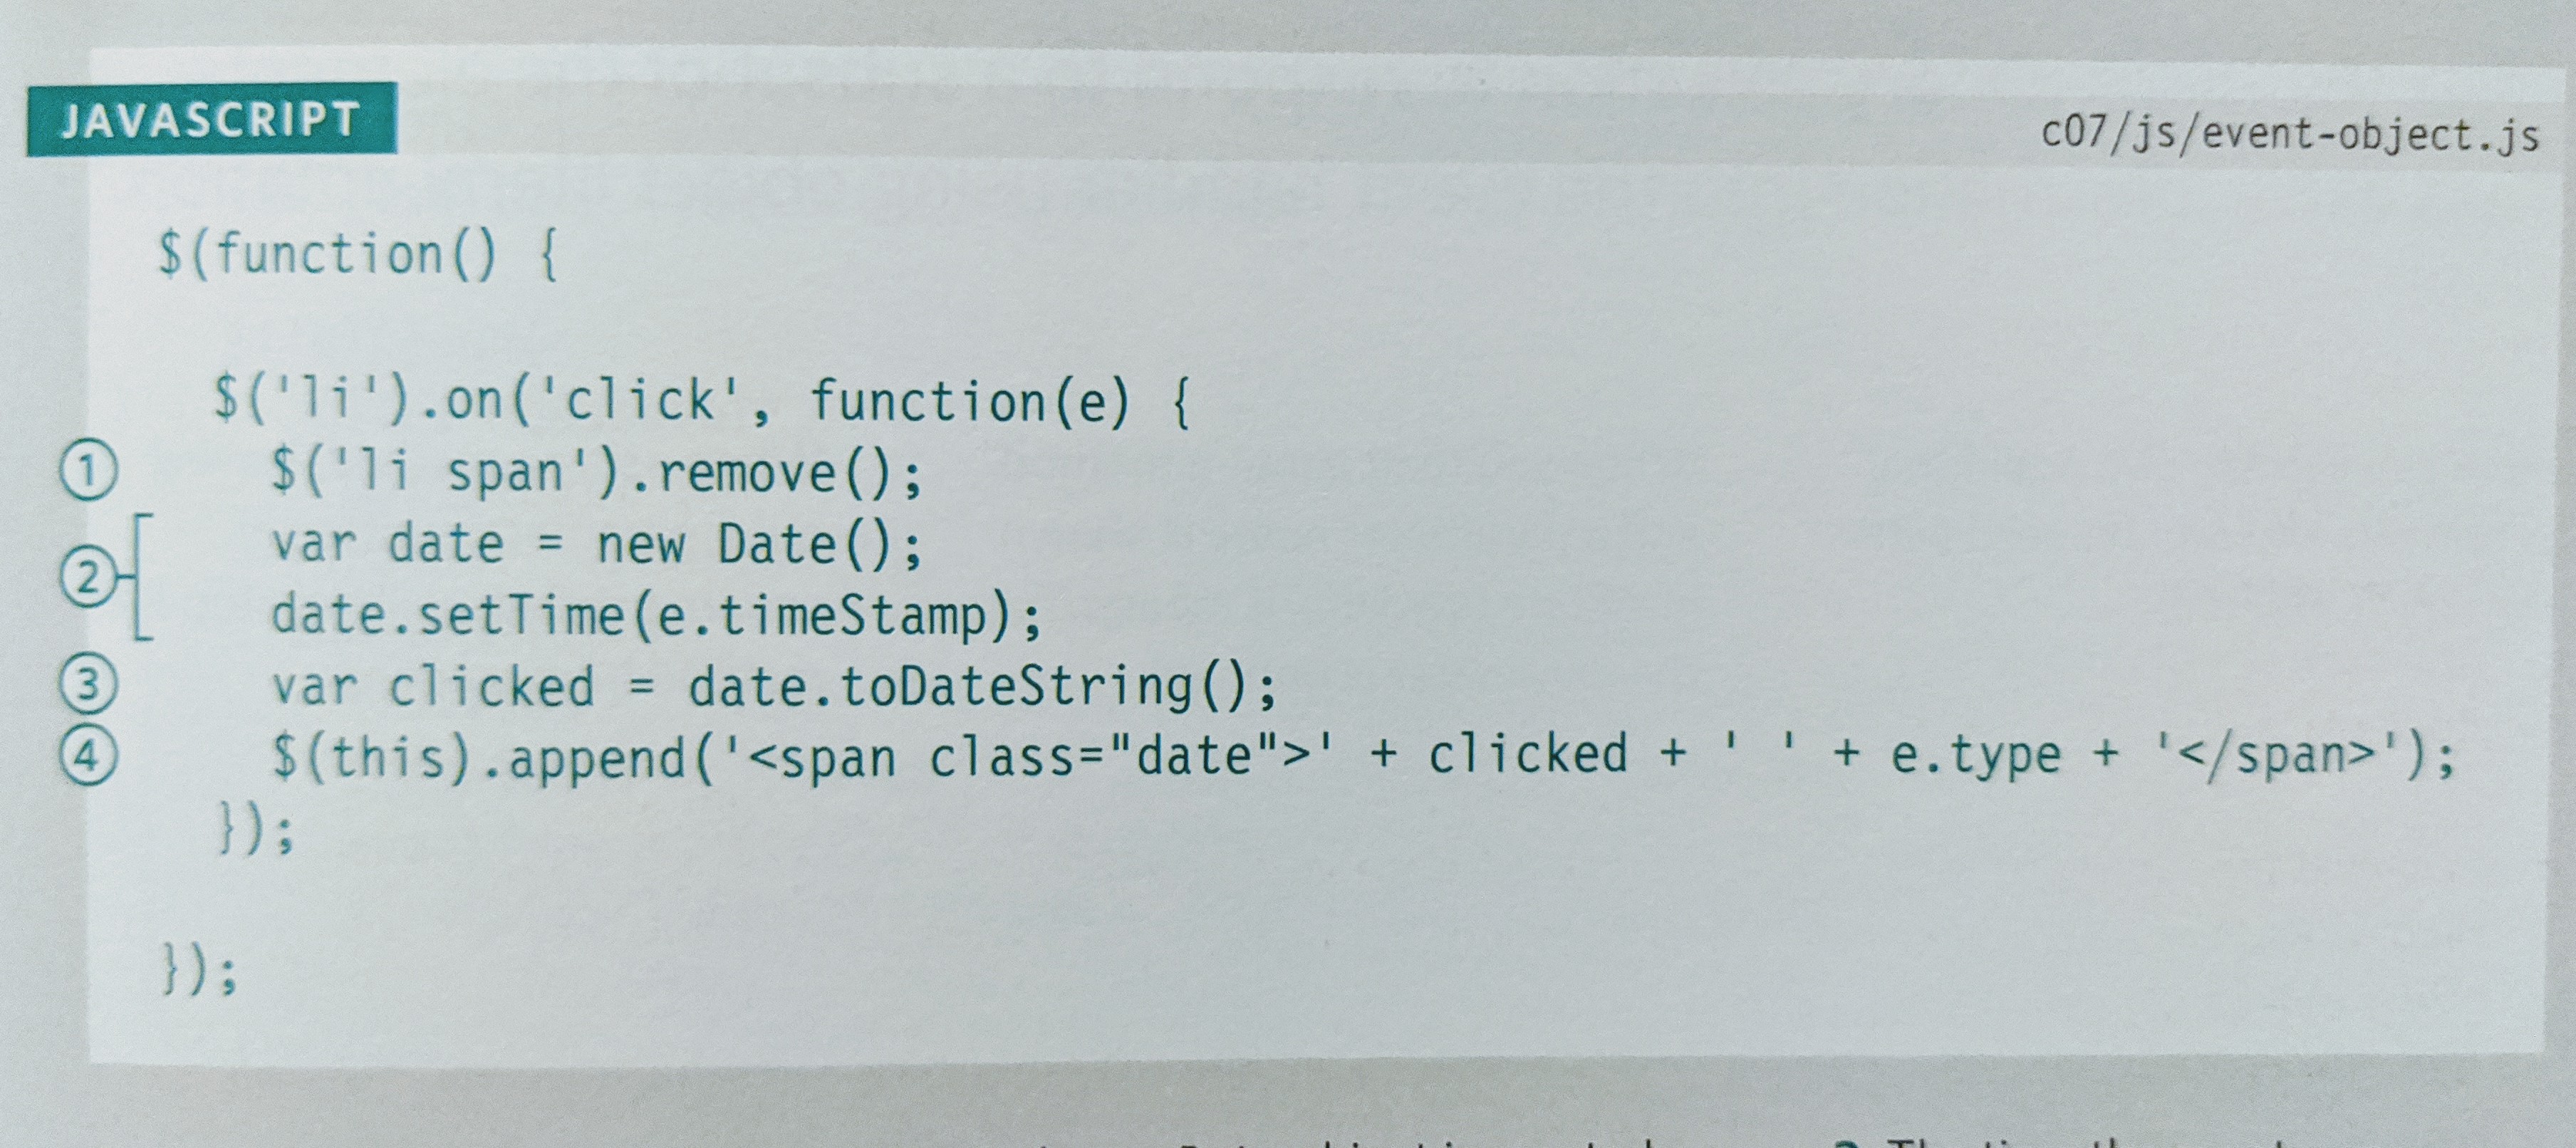 JAVASCRIPT
c07/js/event-object.js
$(function() {
$('li').on('click', function(e) {
① $('li span').remove();
② var date = new Date();
date.setTime(e.timeStamp);
③ var clicked = date.toDateString();
④ $(this).append('<span class="date">' + clicked + ' ' + e.type + '</span>');
});
});